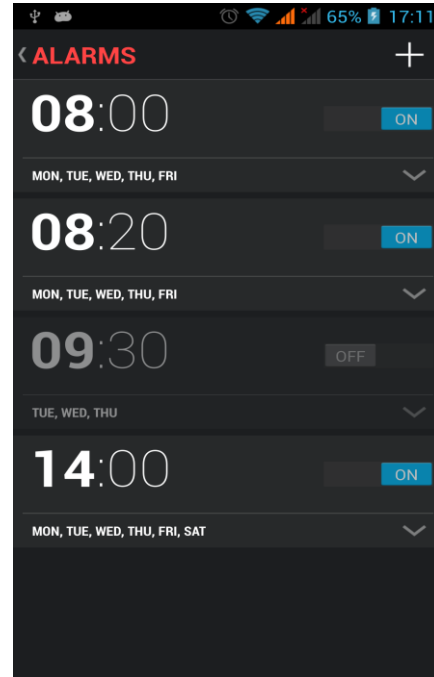 65% 17:11
ALARMS
08:00
ON
MON, TUE, WED, THU, FRI
08:20
ON
MON, TUE, WED, THU, FRI
09:30
OFF
TUE, WED, THU
14:00
ON
MON, TUE, WED, THU, FRI, SAT